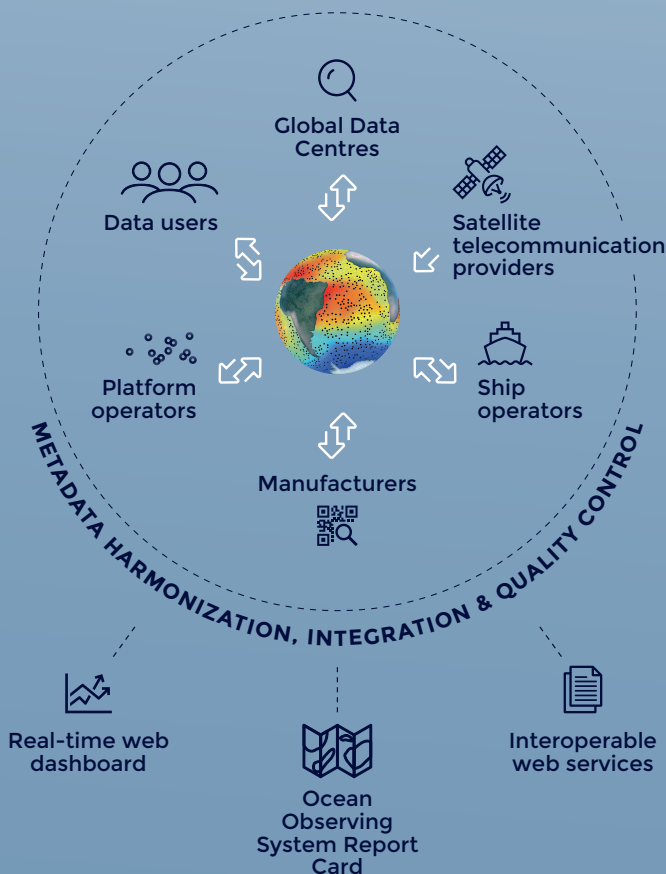 Global Data
Centres
Data users
Satellite
telecommunication
providers
Platform
operators
Ship
operators
Manufacturers
METADATA HARMONIZATION, INTEGRATION & QUALITY CONTROL
Real-time web
dashboard
Ocean
Observing
System Report
Card
Interoperable
web services